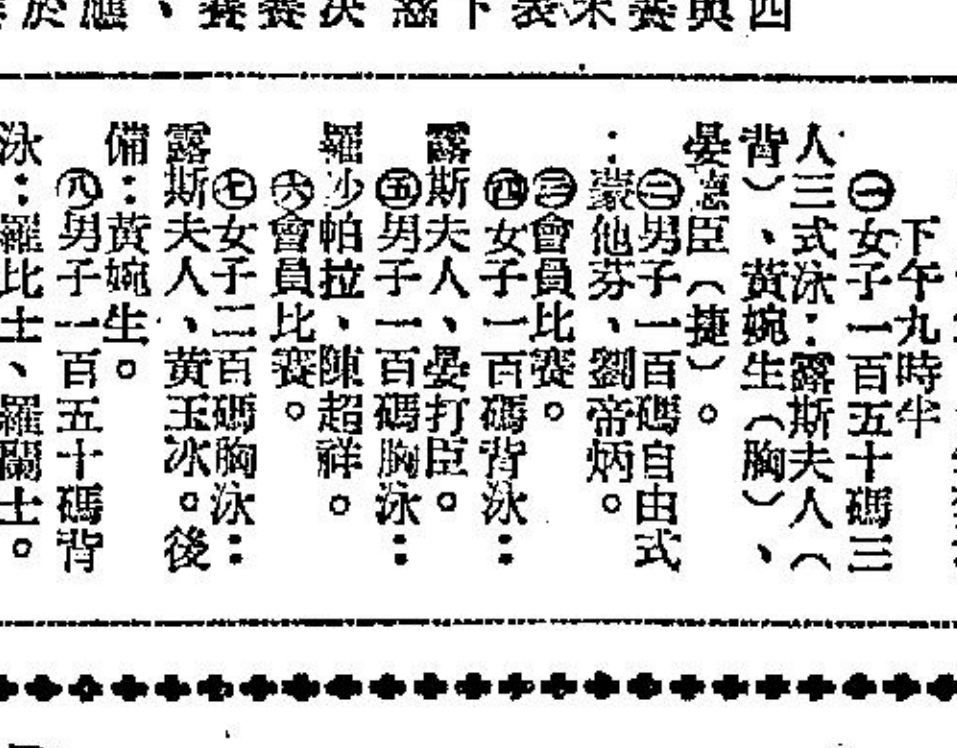 下午九時半
㊀女子一百五十碼三
人三式泳：露斯夫人（
背）、黃婉生（胸）、
晏德臣（捷）。
㊁男子一百碼自由式
：蒙他芬、劉帝炳。
㊂會員比賽。
㊃女子一百碼背泳：
露斯夫人、晏打臣。
㊄男子一百碼胸泳：
羅沙帕拉、陳超祥。
㊅會員比賽。
㊆女子二百碼胸泳：
露斯夫人、黃玉冰。後
備：黃婉生。
㊇男子一百五十碼背
泳：羅比士、羅蘭士。